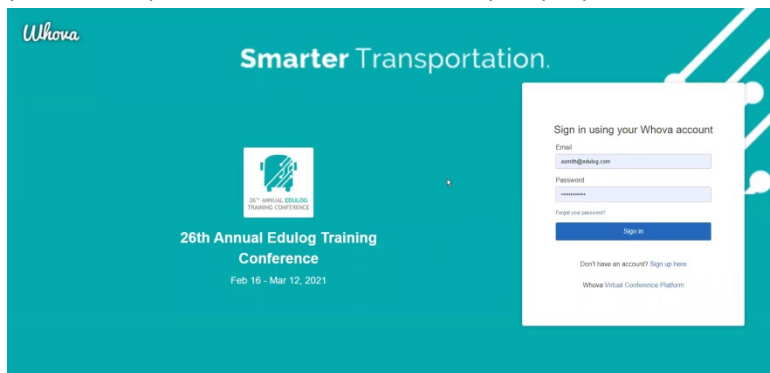 Whova
Smarter Transportation.
26TH ANNUAL EDULOG
TRAINING CONFERENCE
26th Annual Edulog Training
Conference
Feb 16 - Mar 12, 2021
Sign in using your Whova account
Email
asmith@edulog.com
Password
Forgot your password?
Sign in
Don't have an account? Sign up here
Whova Virtual Conference Platform